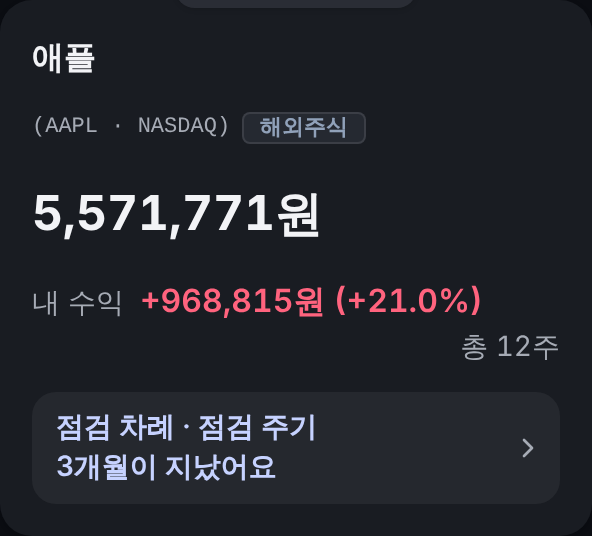 애플
(AAPL · NASDAQ) 해외주식
5,571,771원
내 수익 +968,815원 (+21.0%)
총 12주
점검 차례 · 점검 주기
3개월이 지났어요